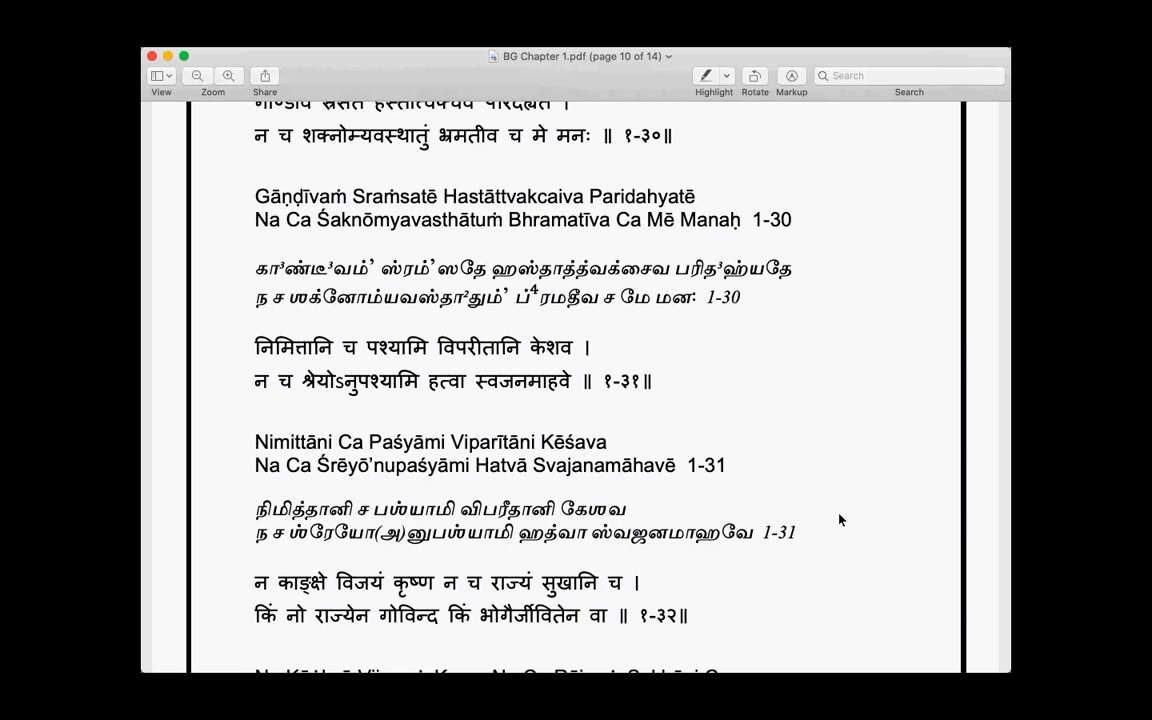 BG Chapter 1.pdf (page 10 of 14)
View Zoom Share Highlight Rotate Markup Search
Search
न च शक्नोम्यवस्थातुं भ्रमतीव च मे मनः ॥ १-३०॥
Gāṇḍīvaṁ Sraṁsatē Hastāttvakcaiva Paridahyatē
Na Ca Śaknōmyavasthātuṁ Bhramatīva Ca Mē Manaḥ 1-30
கா³ண்டீ³வம்’ ஸ்ரம்’ஸதே ஹஸ்தாத்த்வக்சைவ பரித³ஹ்யதே
ந ச ஶக்னோம்யவஸ்தா²தும்’ ப்⁴ரமதீவ ச மே மன: 1-30
निमित्तानि च पश्यामि विपरीतानि केशव ।
न च श्रेयोऽनुपश्यामि हत्वा स्वजनमाहवे ॥ १-३१॥
Nimittāni Ca Paśyāmi Viparītāni Kēśava
Na Ca Śrēyō’nupaśyāmi Hatvā Svajanamāhavē 1-31
நிமித்தானி ச பஶ்யாமி விபரீதானி கேஶவ
ந ச ஶ்ரேயோ(அ)னுபஶ்யாமி ஹத்வா ஸ்வஜனமாஹவே 1-31
न काङ्क्षे विजयं कृष्ण न च राज्यं सुखानि च ।
किं नो राज्येन गोविन्द किं भोगैर्जीवितेन वा ॥ १-३२॥